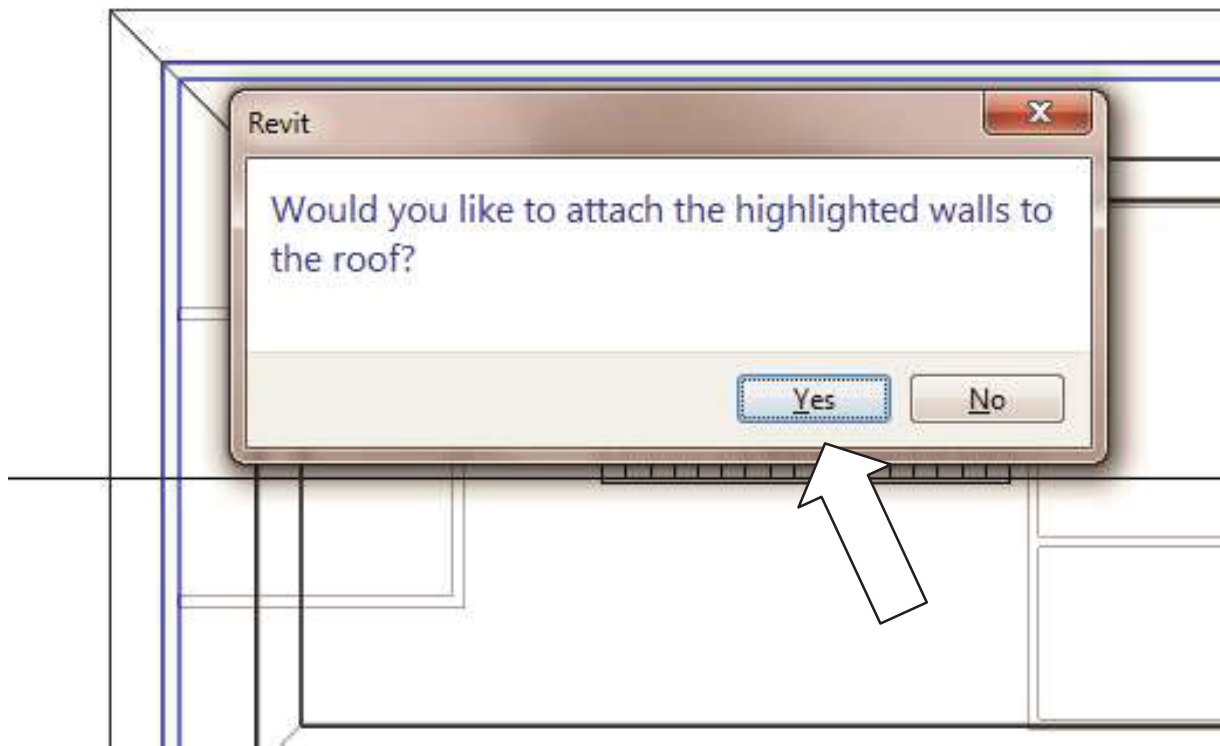 Revit
Would you like to attach the highlighted walls to
the roof?
Yes
No